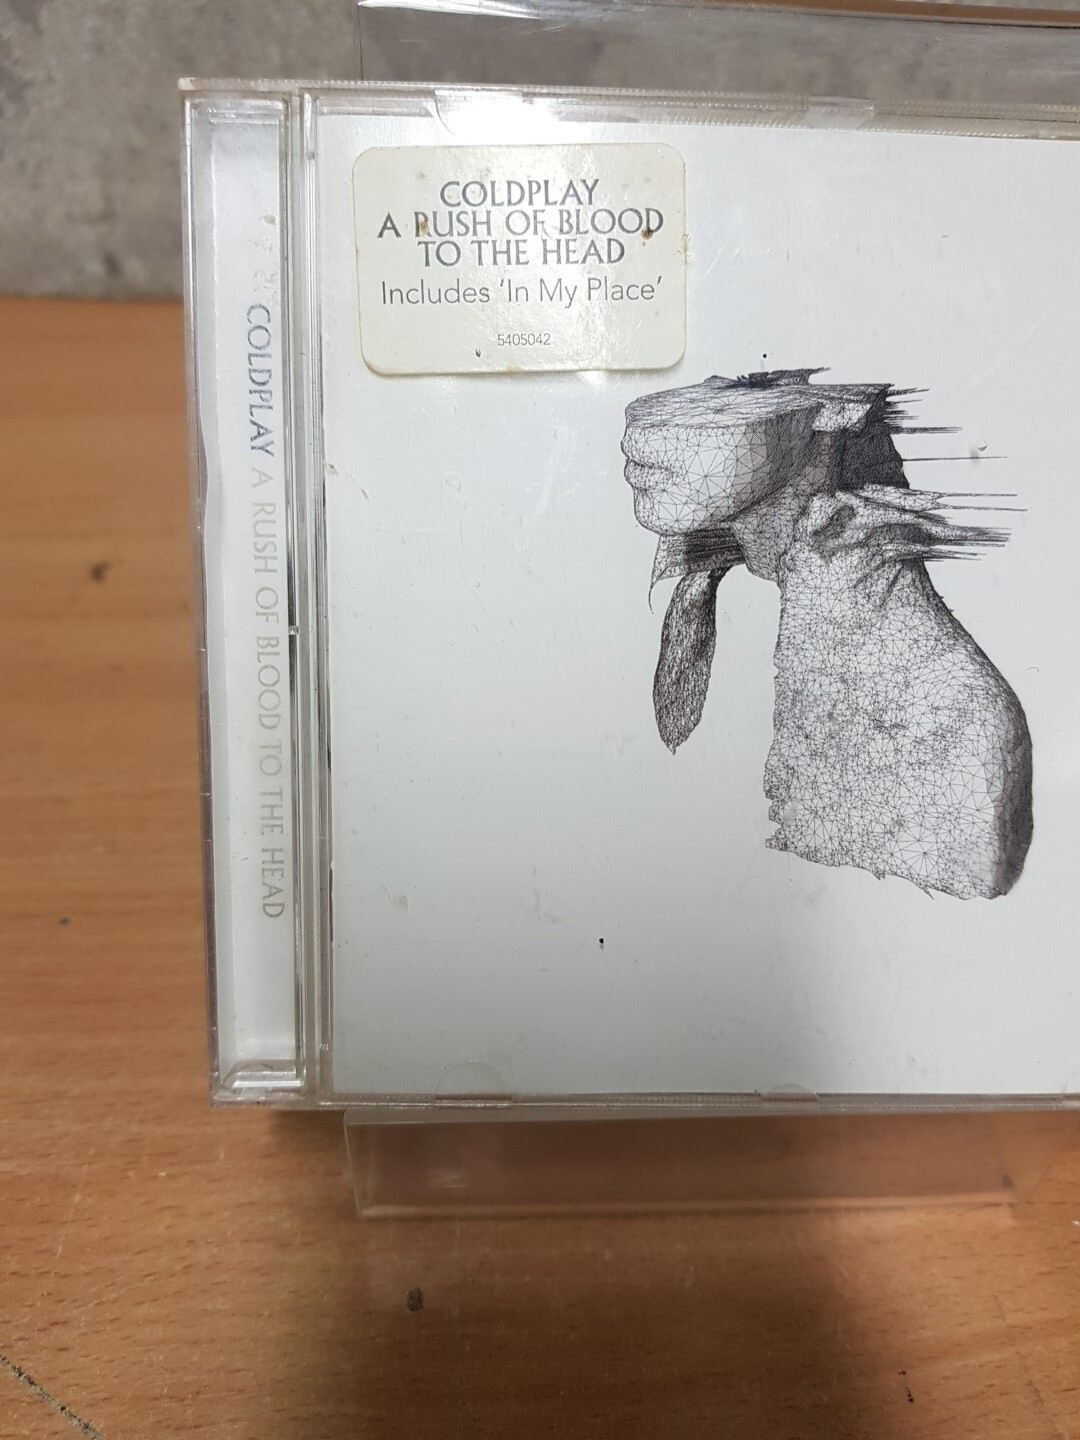 COLDPLAY
A RUSH OF BLOOD
TO THE HEAD
Includes 'In My Place'
5405042
COLDPLAY A RUSH OF BLOOD TO THE HEAD